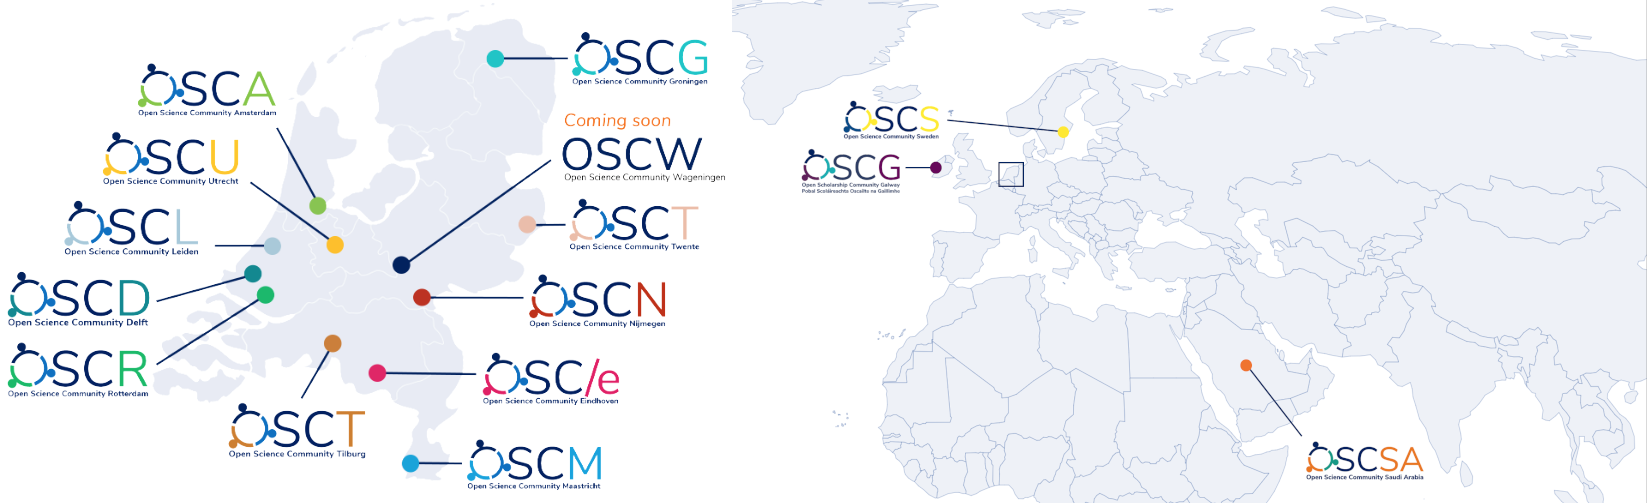 OSCG
Open Science Community Groningen
OSCA
Open Science Community Amsterdam
Coming soon
OSCW
Open Science Community Wageningen
OSCU
Open Science Community Utrecht
OSCT
Open Science Community Twente
OSCL
Open Science Community Leiden
OSCD
Open Science Community Delft
OSCN
Open Science Community Nijmegen
OSCR
Open Science Community Rotterdam
OSC/e
Open Science Community Eindhoven
OSCT
Open Science Community Tilburg
OSCM
Open Science Community Maastricht
OSCS
Open Science Community Sweden
OSCG
Open Scholarship Community Galway
Pobal Scoláireachta Oscailte na Gaillimhe
OSCSA
Open Science Community Saudi Arabia